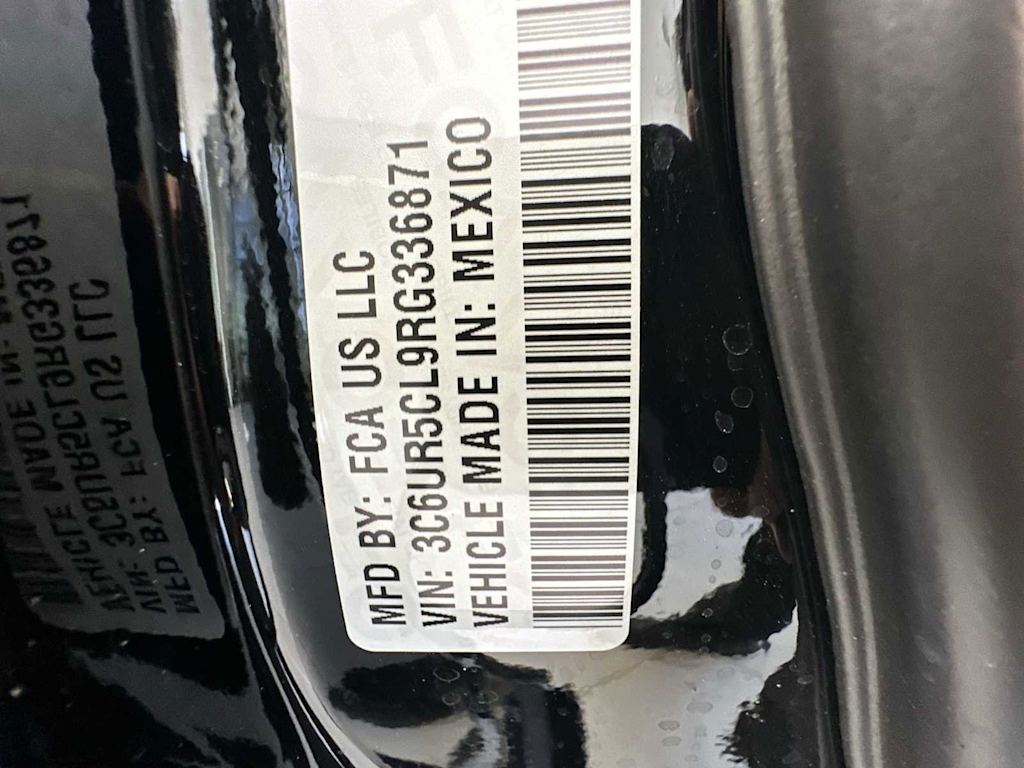 MFD BY: FCA US LLC
VIN: 3C6UR5CL9RG336871
VEHICLE MADE IN: MEXICO